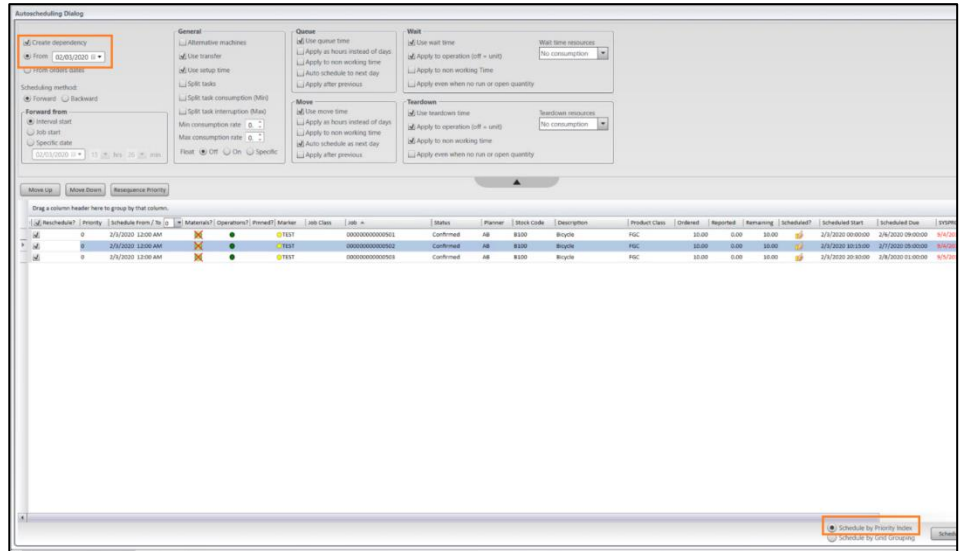 Autoscheduling Dialog
Create dependency
From 02/03/2020
From orders dates
Scheduling method:
Forward Backward
Forward from
Interval start
Job start
Specific date
02/03/2020 hrs min
General
Alternative machines
Use transfer
Use setup time
Split tasks
Split task consumption (Min)
Split task interruption (Max)
Min consumption rate 0.
Max consumption rate 0.
Float Off On Specific
Queue
Use queue time
Apply as hours instead of days
Apply to non working time
Auto schedule to next day
Apply after previous
Move
Use move time
Apply as hours instead of days
Apply to non working time
Auto schedule as next day
Apply after previous
Wait
Use wait time
Apply to operation (off = unit)
Apply to non working Time
Apply even when no run or open quantity
Wait time resources
No consumption
Teardown
Use teardown time
Apply to operation (off = unit)
Apply to non working time
Apply even when no run or open quantity
Teardown resources
No consumption
Move Up Move Down Resequence Priority
Drag a column header here to group by that column.
Reschedule? Priority Schedule From / To 0 Materials? Operations? Pinned? Marker Job Class Job Status Planner Stock Code Description Product Class Ordered Reported Remaining Scheduled? Scheduled Start Scheduled Due
0 2/3/2020 12:00 AM TEST 000000000000501 Confirmed AB B100 Bicycle FGC 10.00 0.00 10.00 2/3/2020 00:00:00 2/6/2020 09:00:00
0 2/3/2020 12:00 AM TEST 000000000000502 Confirmed AB B100 Bicycle FGC 10.00 0.00 10.00 2/3/2020 10:15:00 2/7/2020 05:00:00
0 2/3/2020 12:00 AM TEST 000000000000503 Confirmed AB B100 Bicycle FGC 10.00 0.00 10.00 2/3/2020 20:30:00 2/8/2020 01:00:00
Schedule by Priority Index
Schedule by Grid Grouping